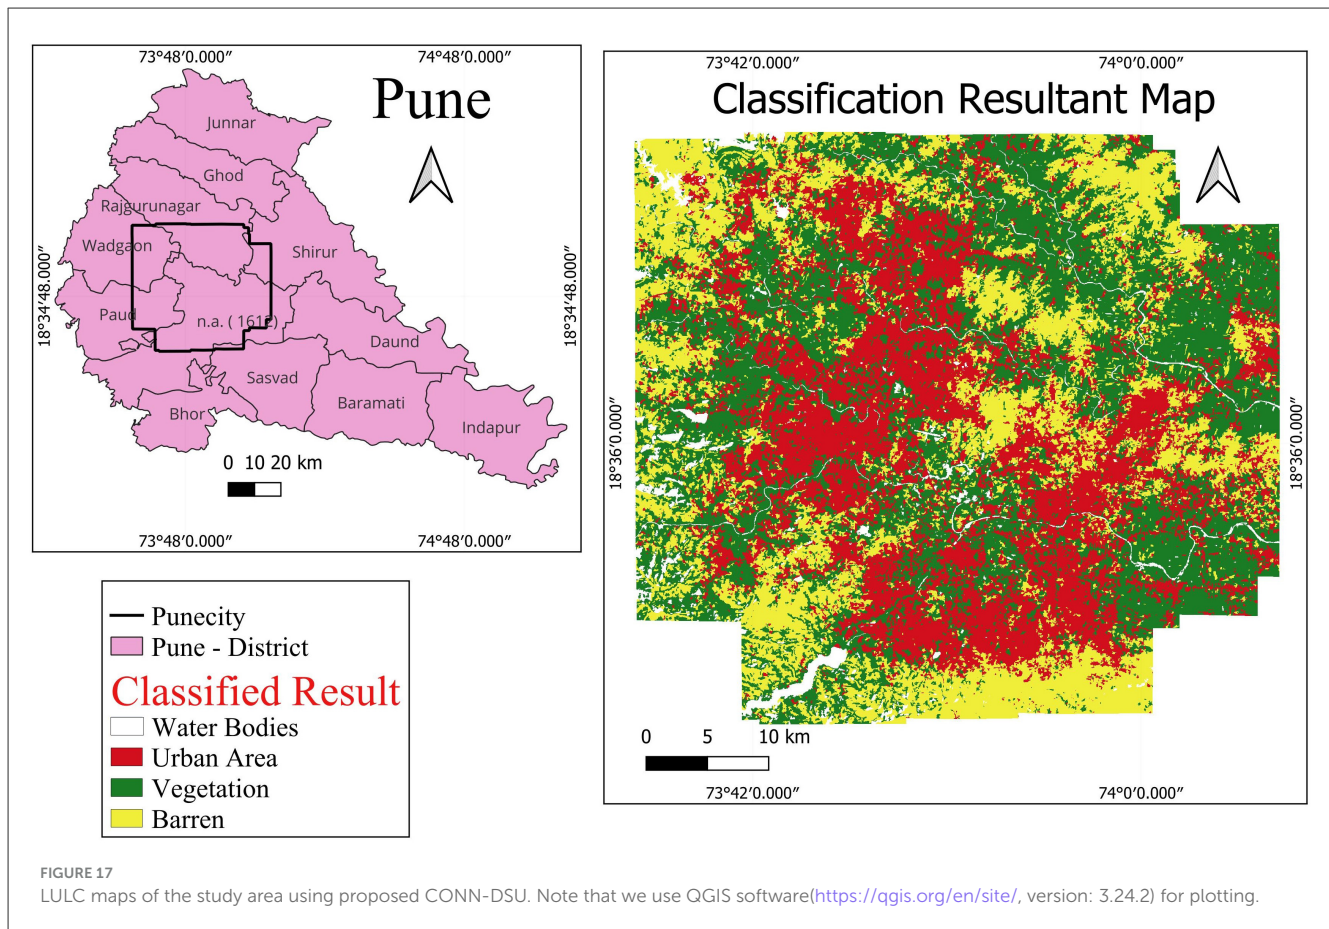 73°48′0.000″ 74°48′0.000″
Pune
Junnar
Ghod
Rajgurunagar
Wadgaon
Shirur
18°34′48.000″ 18°34′48.000″
Paud
n.a. ( 1612)
Daund
Sasvad
Baramati
Bhor
Indapur
0 10 20 km
73°48′0.000″ 74°48′0.000″
Punecity
Pune - District
Classified Result
Water Bodies
Urban Area
Vegetation
Barren
73°42′0.000″ 74°0′0.000″
Classification Resultant Map
18°36′0.000″ 18°36′0.000″
0 5 10 km
73°42′0.000″ 74°0′0.000″
FIGURE 17
LULC maps of the study area using proposed CONN-DSU. Note that we use QGIS software(https://qgis.org/en/site/, version: 3.24.2) for plotting.